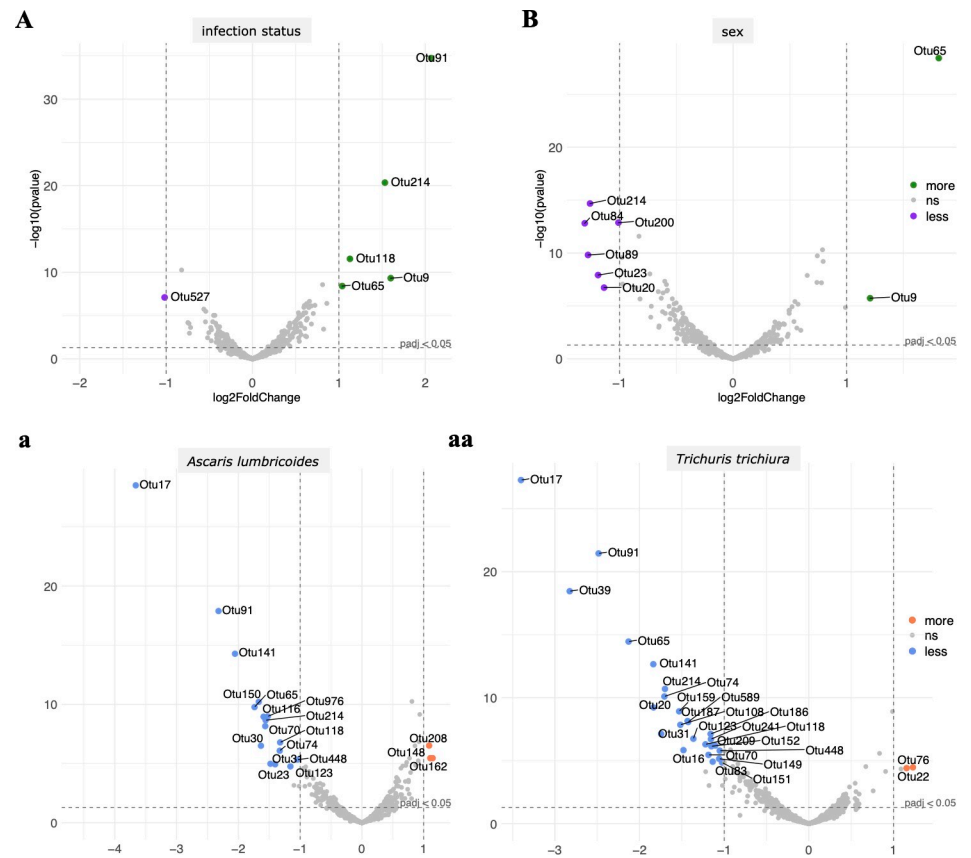 A
infection status
Otu91
Otu214
Otu118
Otu9
Otu65
Otu527
padj < 0.05
30
20
10
0
−log10(pvalue)
−2
−1
0
1
2
log2FoldChange
B
sex
Otu65
Otu214
Otu84
Otu200
Otu89
Otu23
Otu20
Otu9
padj < 0.05
more
ns
less
20
10
0
−log10(pvalue)
−1
0
1
log2FoldChange
a
Ascaris lumbricoides
Otu17
Otu91
Otu141
Otu150
Otu65
Otu976
Otu116
Otu214
Otu70
Otu118
Otu30
Otu74
Otu31
Otu448
Otu23
Otu123
Otu208
Otu148
Otu162
padj < 0.05
20
10
0
−4
−3
−2
−1
0
1
aa
Trichuris trichiura
Otu17
Otu91
Otu39
Otu65
Otu141
Otu214
Otu74
Otu159
Otu589
Otu20
Otu187
Otu108
Otu186
Otu123
Otu241
Otu118
Otu31
Otu209
Otu152
Otu448
Otu16
Otu70
Otu149
Otu83
Otu151
Otu76
Otu22
padj < 0.05
more
ns
less
20
10
0
−3
−2
−1
0
1